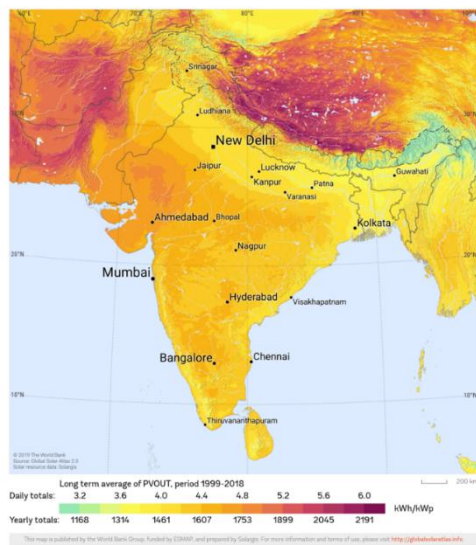 70°E 80°E 90°E
Srinagar
Ludhiana
New Delhi
Jaipur
Lucknow
Kanpur
Patna
Guwahati
Varanasi
Ahmedabad
Bhopal
Kolkata
Nagpur
20°N 20°N
Mumbai
Hyderabad
Visakhapatnam
Bangalore
Chennai
10°N 10°N
Thiruvananthapuram
© 2019 The World Bank
Source: Global Solar Atlas 2.0
Solar resource data: Solargis
200 km
Long term average of PVOUT, period 1999-2018
Daily totals: 3.2 3.6 4.0 4.4 4.8 5.2 5.6 6.0
kWh/kWp
Yearly totals: 1168 1314 1461 1607 1753 1899 2045 2191
This map is published by the World Bank Group, funded by ESMAP, and prepared by Solargis. For more information and terms of use, please visit http://globalsolaratlas.info.